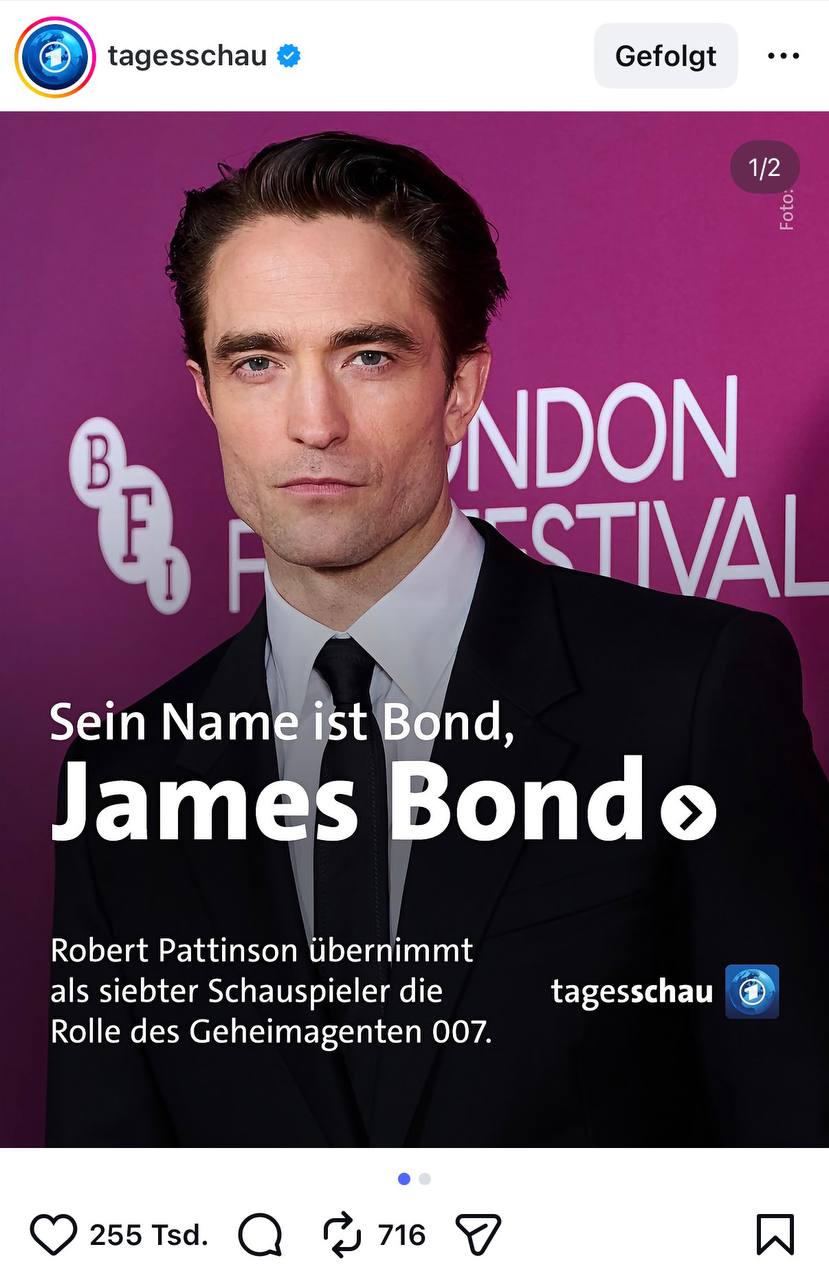 tagesschau
Gefolgt
1/2
Foto:
BFI
NDON
F ESTIVAL
Sein Name ist Bond,
James Bond
Robert Pattinson übernimmt
als siebter Schauspieler die
Rolle des Geheimagenten 007.
tagesschau
255 Tsd.
716